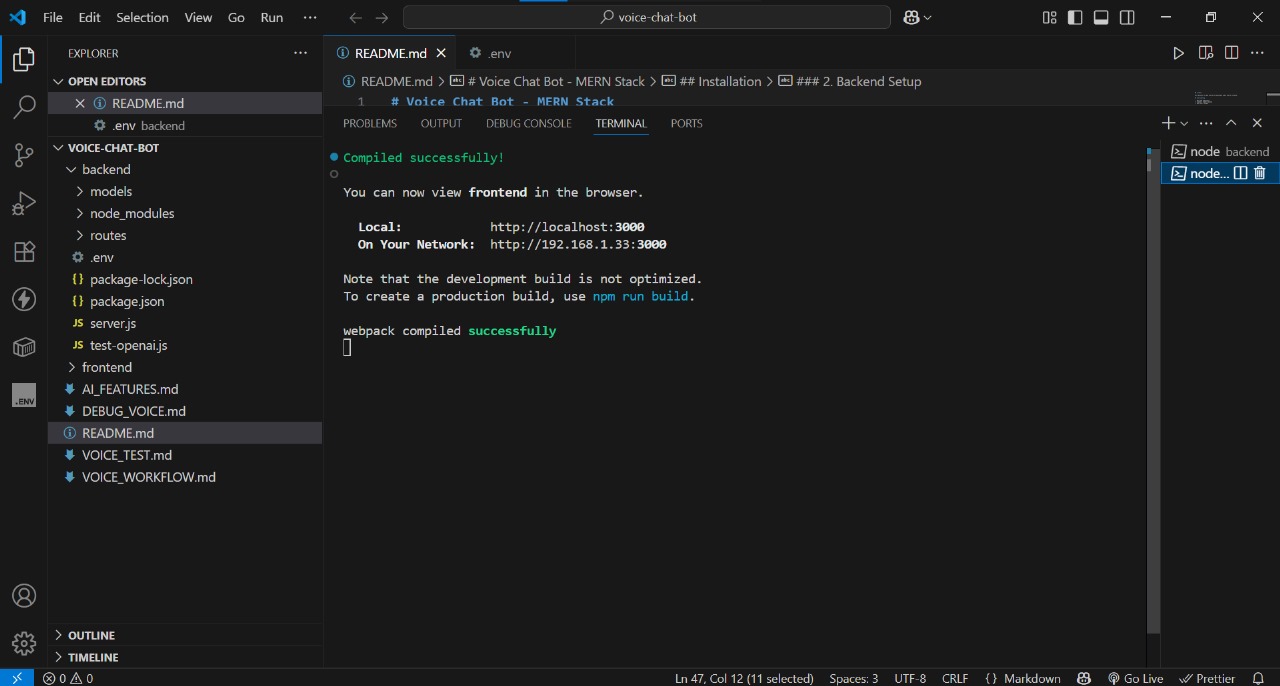 File Edit Selection View Go Run ··· voice-chat-bot
EXPLORER ···
OPEN EDITORS
README.md
.env backend
VOICE-CHAT-BOT
backend
models
node_modules
routes
.env
{} package-lock.json
{} package.json
JS server.js
JS test-openai.js
frontend
AI_FEATURES.md
DEBUG_VOICE.md
README.md
VOICE_TEST.md
VOICE_WORKFLOW.md
OUTLINE
TIMELINE
.ENV
README.md .env
README.md > # Voice Chat Bot - MERN Stack > ## Installation > ### 2. Backend Setup
1 # Voice Chat Bot - MERN Stack
PROBLEMS OUTPUT DEBUG CONSOLE TERMINAL PORTS
Compiled successfully!
You can now view frontend in the browser.
Local: http://localhost:3000
On Your Network: http://192.168.1.33:3000
Note that the development build is not optimized.
To create a production build, use npm run build.
webpack compiled successfully
node backend
node...
0 0 Ln 47, Col 12 (11 selected) Spaces: 3 UTF-8 CRLF {} Markdown Go Live Prettier